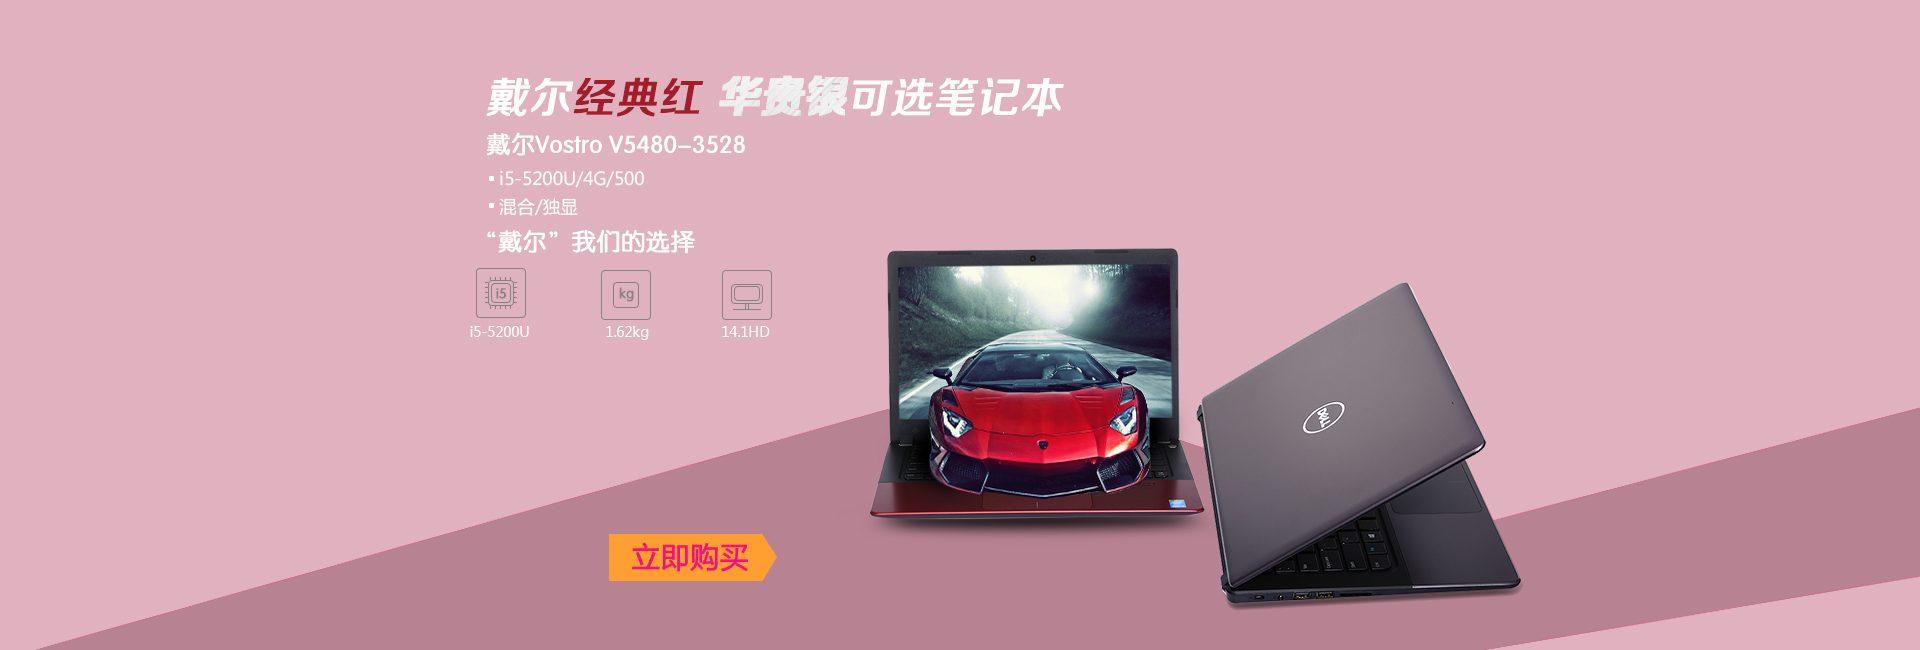 戴尔经典红 华贵银可选笔记本
戴尔Vostro V5480-3528
▪ i5-5200U/4G/500
▪ 混合/独显
“戴尔”我们的选择
i5
kg
i5-5200U
1.62kg
14.1HD
DELL
立即购买